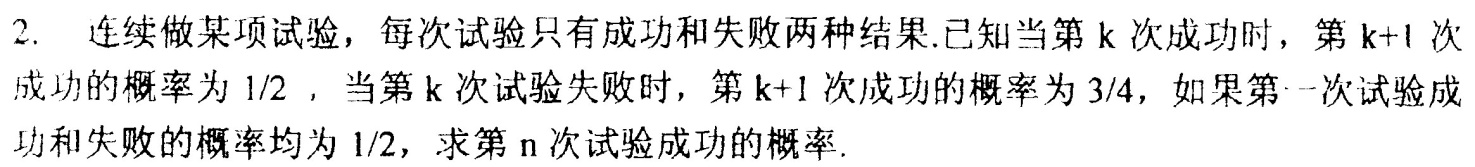 2. 连续做某项试验，每次试验只有成功和失败两种结果.已知当第 k 次成功时，第 k+1 次
成功的概率为 1/2 ，当第 k 次试验失败时，第 k+1 次成功的概率为 3/4，如果第一次试验成
功和失败的概率均为 1/2，求第 n 次试验成功的概率.